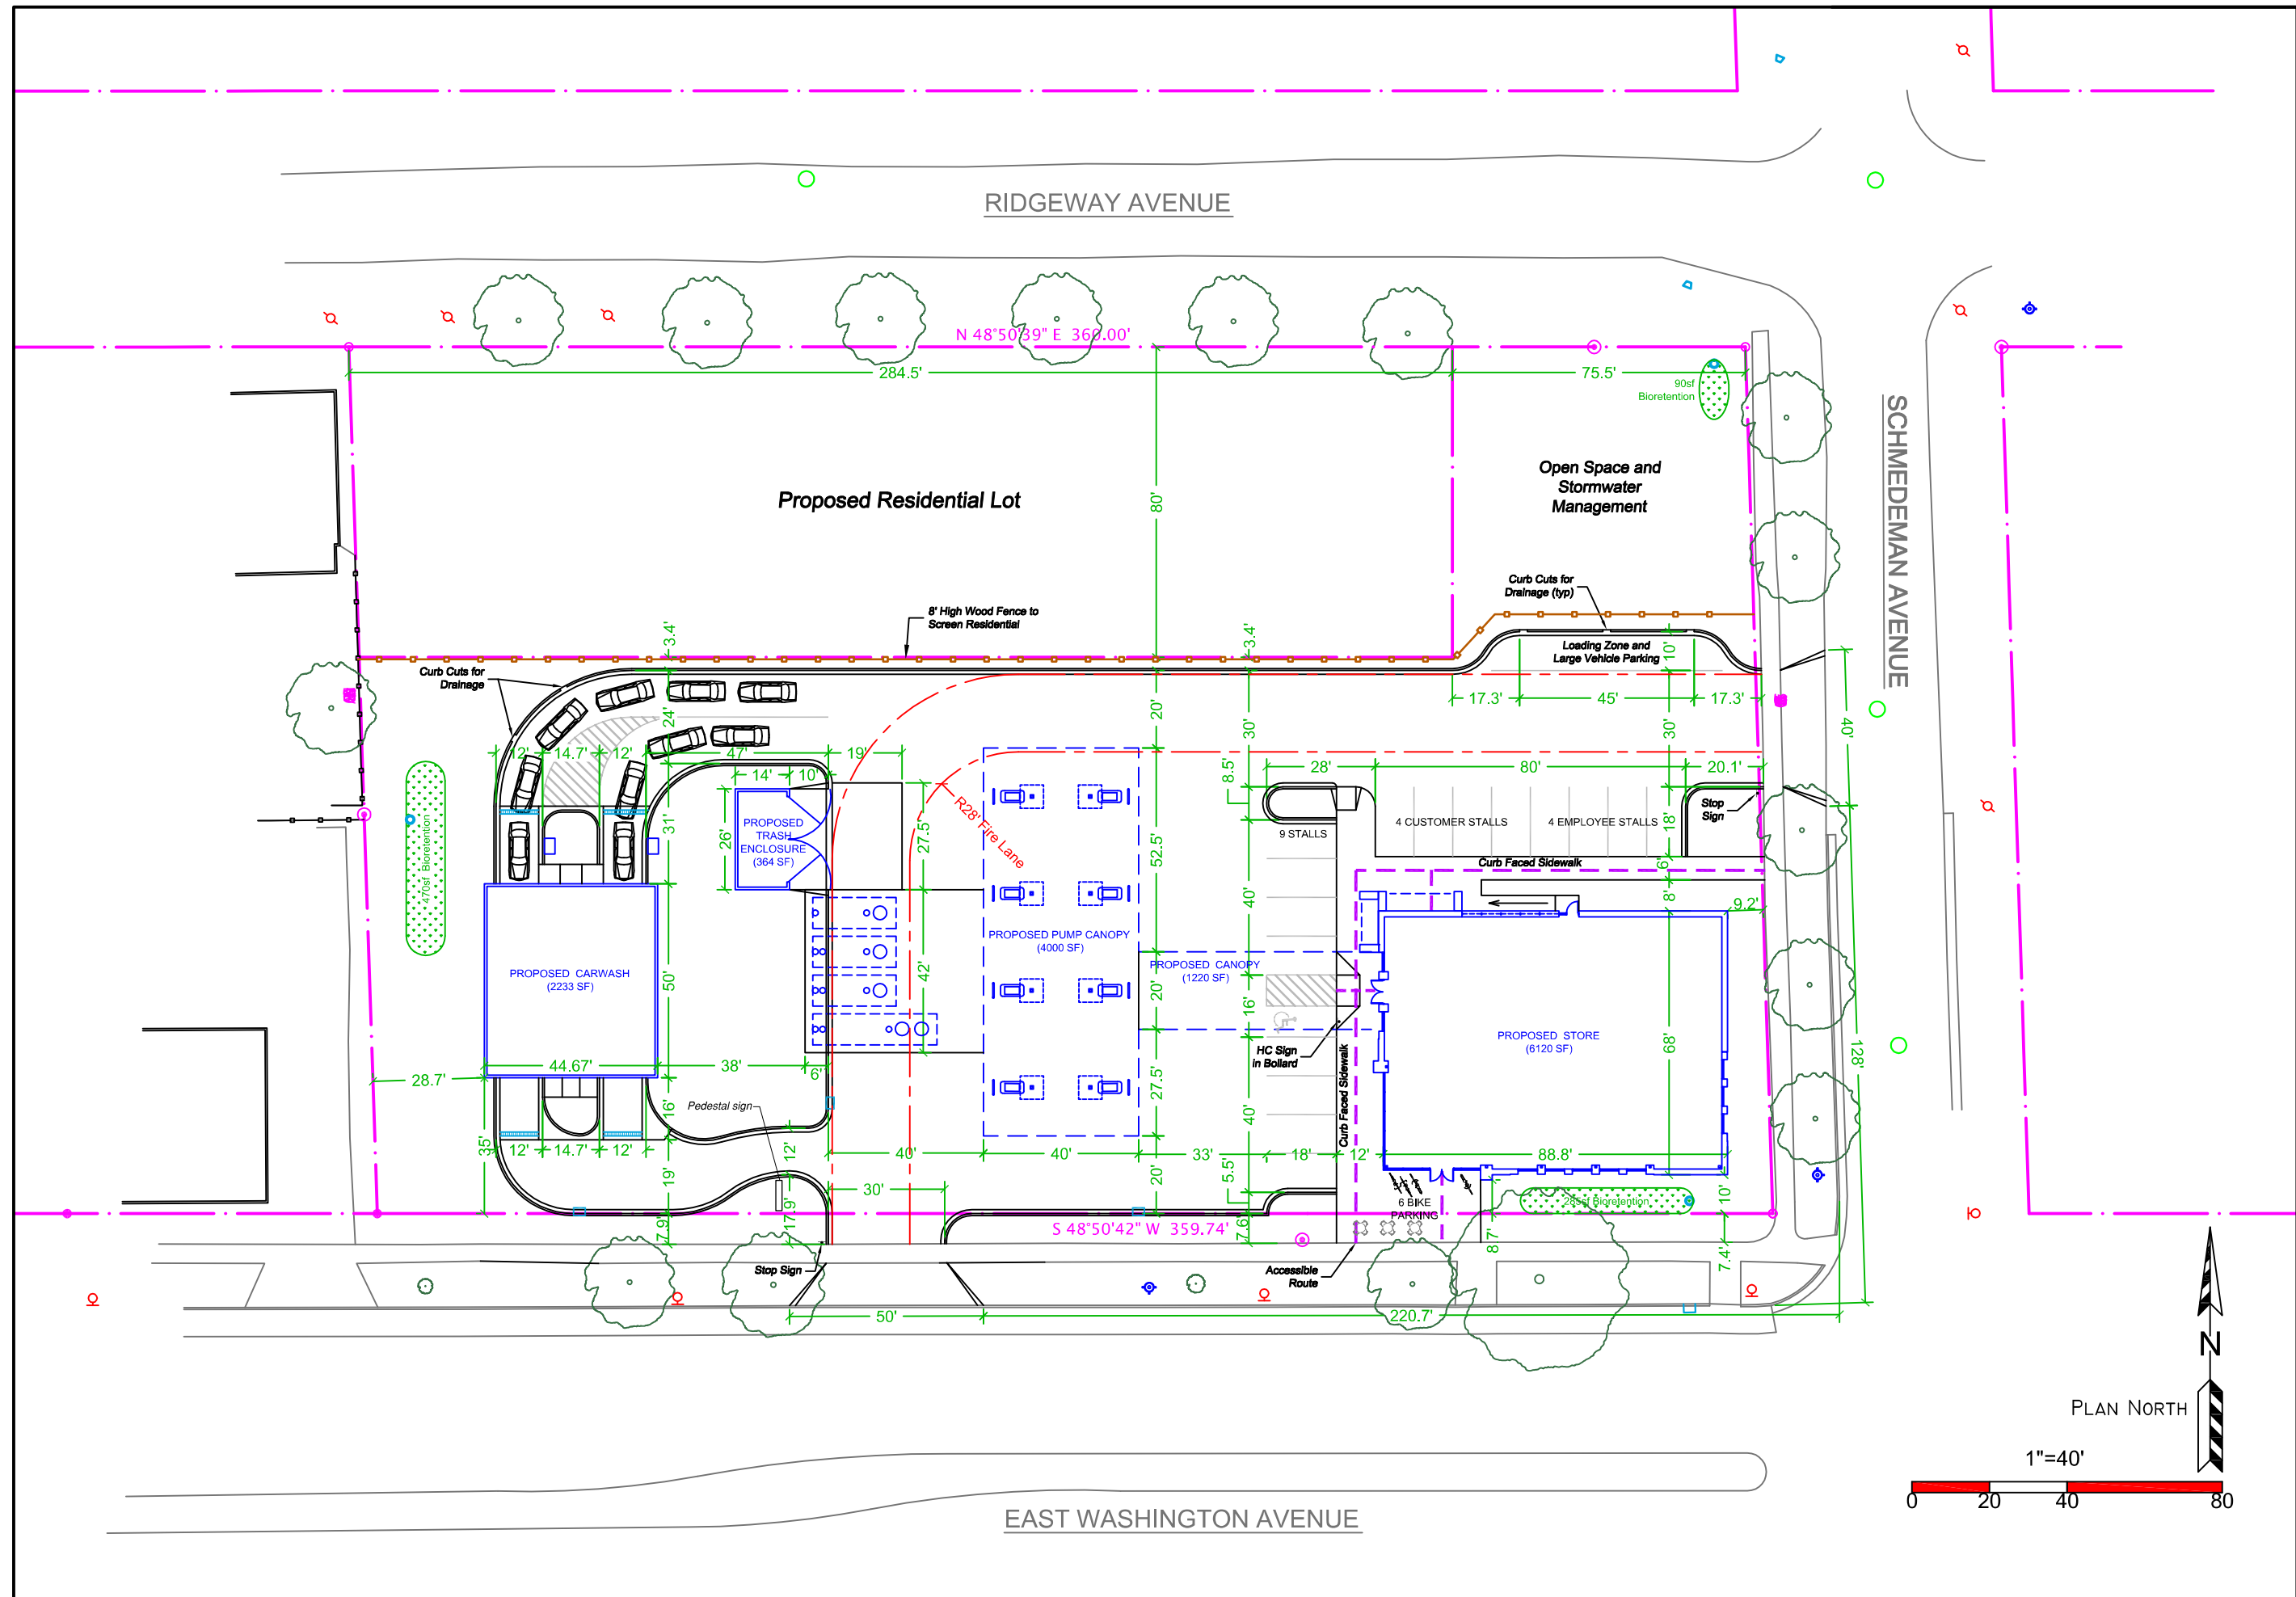 RIDGEWAY AVENUE
N 48°50'39" E 360.00'
284.5'
75.5'
90sf
Bioretention
SCHMEDEMAN AVENUE
80'
Open Space and
Stormwater
Management
Proposed Residential Lot
Curb Cuts for
Drainage (typ)
8' High Wood Fence to
Screen Residential
3.4'
3.4'
10'
Loading Zone and
Large Vehicle Parking
Curb Cuts for
Drainage
17.3'
45'
17.3'
24'
20'
30'
30'
40'
12'
14.7'
12'
47'
19'
14'
10'
8.5'
28'
80'
20.1'
R28' Fire Lane
Stop
Sign
31'
26'
PROPOSED
TRASH
ENCLOSURE
(364 SF)
27.5'
52.5'
9 STALLS
4 CUSTOMER STALLS
4 EMPLOYEE STALLS
18'
Curb Faced Sidewalk
6'
8'
9.2'
470sf Bioretention
40'
PROPOSED PUMP CANOPY
(4000 SF)
PROPOSED CARWASH
(2233 SF)
50'
42'
PROPOSED CANOPY
(1220 SF)
20'
16'
PROPOSED STORE
(6120 SF)
68'
HC Sign
in Bollard
128'
44.67'
38'
6'
28.7'
27.5'
Curb Faced Sidewalk
Pedestal sign
16'
40'
35'
12'
14.7'
12'
12'
40'
40'
33'
18'
12'
88.8'
19'
30'
20'
5.5'
10'
6 BIKE
PARKING
285sf Bioretention
7.9'
17.9'
S 48°50'42" W 359.74'
7.6'
8.7'
7.4'
Stop Sign
Accessible
Route
50'
220.7'
N
PLAN NORTH
1"=40'
0
20
40
80
EAST WASHINGTON AVENUE